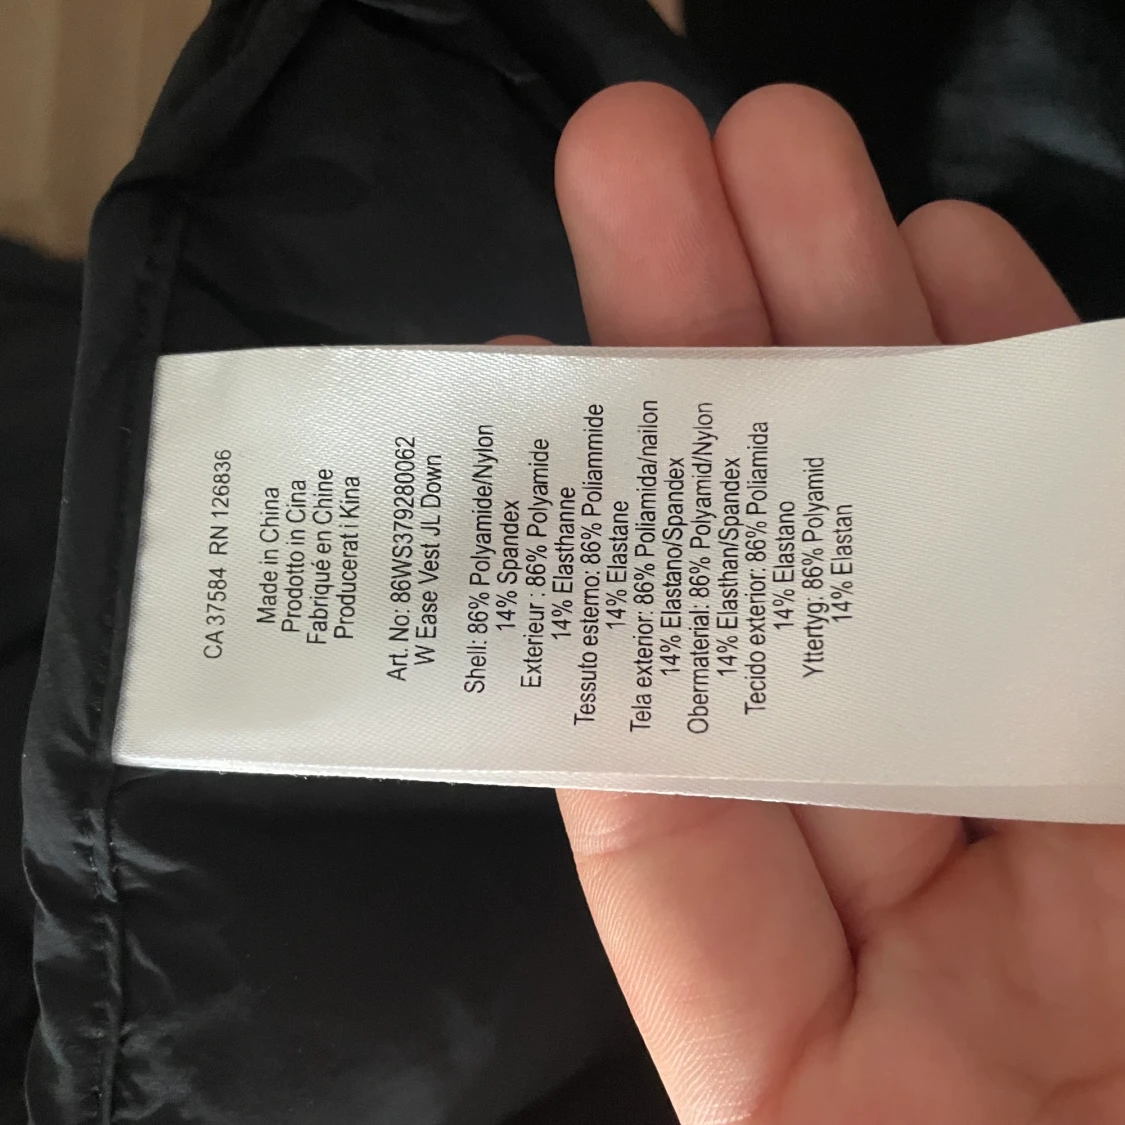 CA 37584 RN 126836
Made in China
Prodotto in Cina
Fabriqué en Chine
Producerat i Kina
Art. No: 86WS379280062
W Ease Vest JL Down
Shell: 86% Polyamide/Nylon
14% Spandex
Exterieur : 86% Polyamide
14% Elasthanne
Tessuto esterno: 86% Poliammide
14% Elastane
Tela exterior: 86% Poliamida/nailon
14% Elastano/Spandex
Obermaterial: 86% Polyamid/Nylon
14% Elasthan/Spandex
Tecido exterior: 86% Poliamida
14% Elastano
Yttertyg: 86% Polyamid
14% Elastan